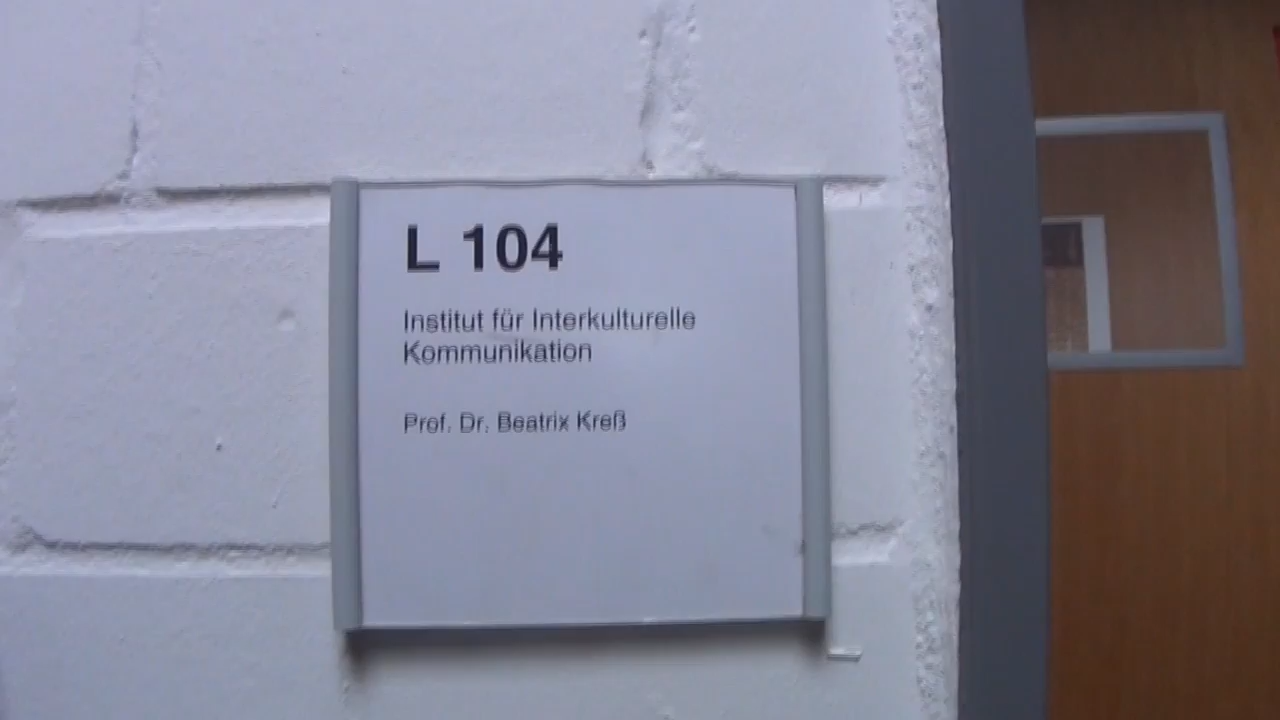 L 104
Institut für Interkulturelle
Kommunikation
Prof. Dr. Beatrix Kreß